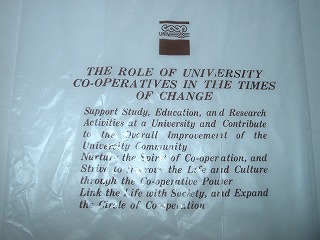 UNIV
THE ROLE OF UNIVERSITY
CO-OPERATIVES IN THE TIMES
OF CHANGE
Support Study, Education, and Research
Activities at a University and Contribute
to the Overall Improvement of the
University Community
Nurture the Spirit of Co-operation, and
Strive to Improve the Life and Culture
through the Co-operative Power
Link the Life with Society, and Expand
the Circle of Co-operation